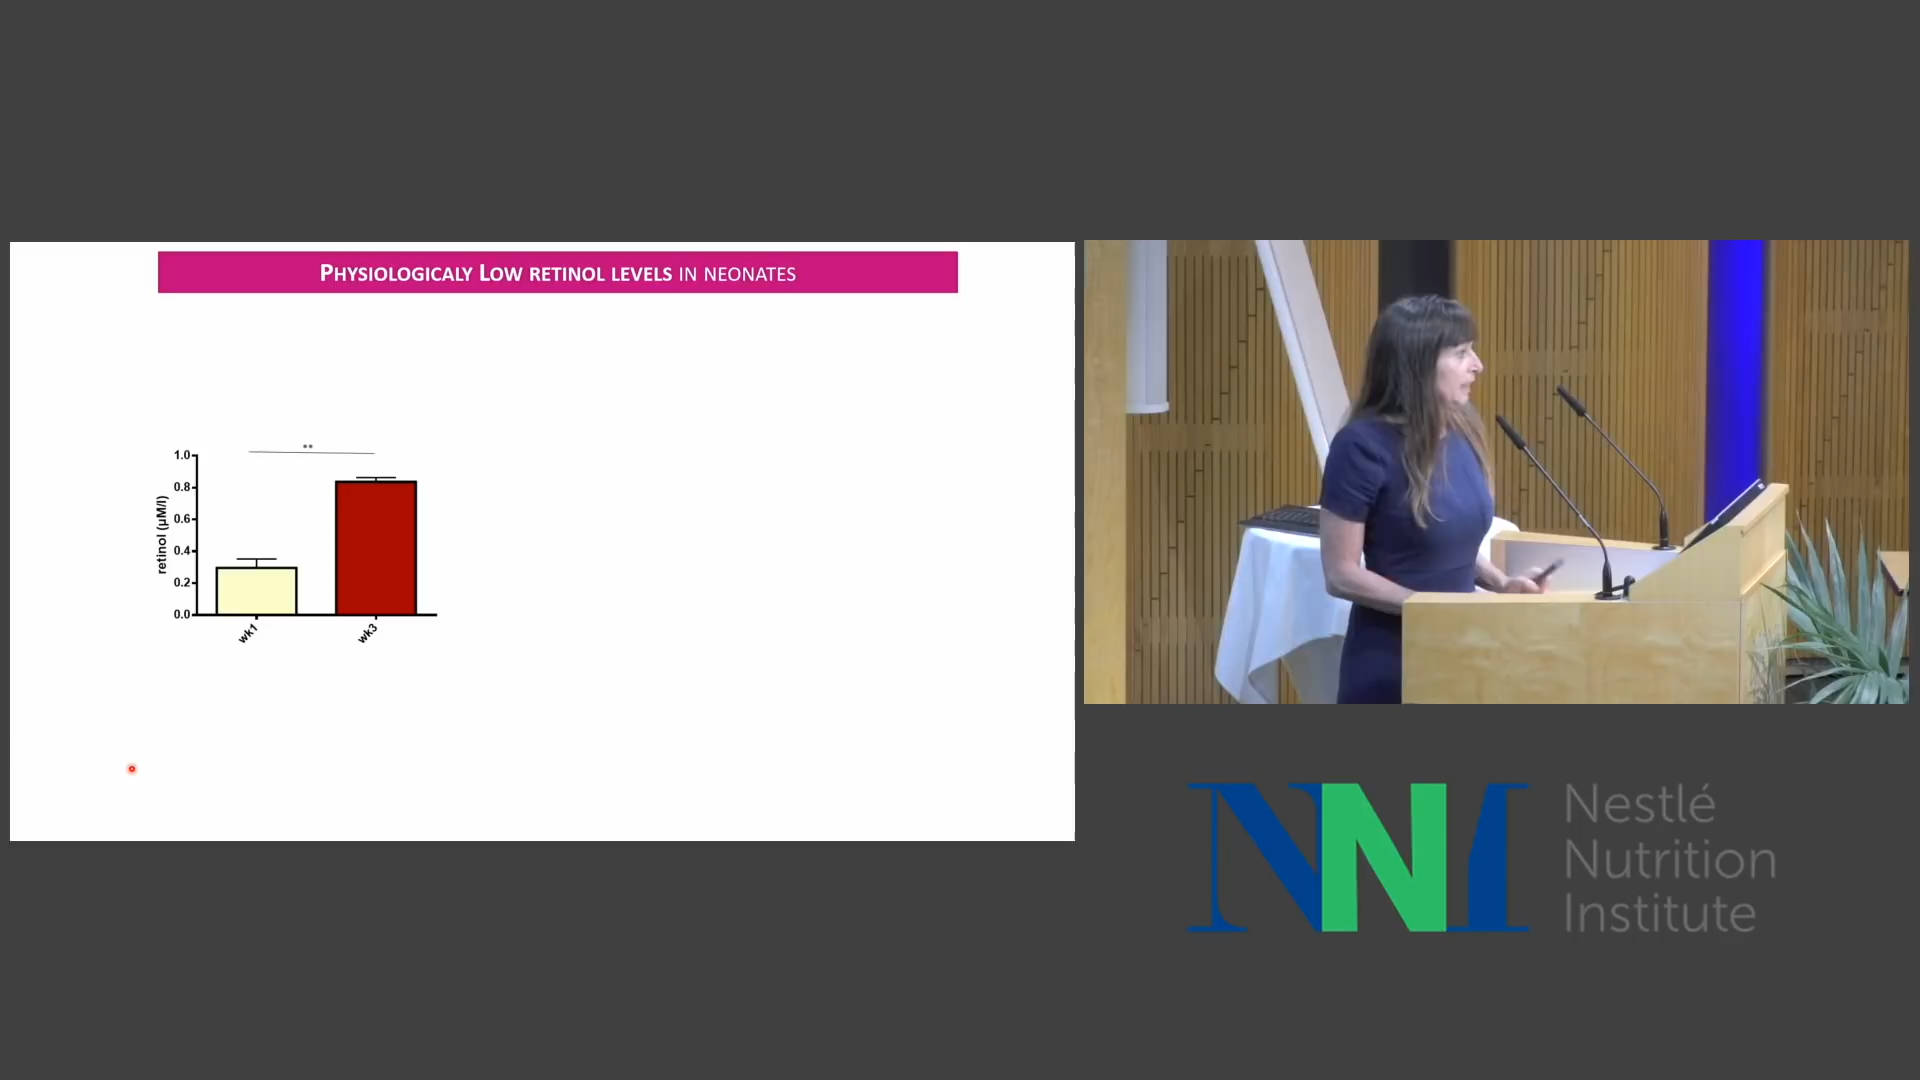 PHYSIOLOGICALY LOW RETINOL LEVELS IN NEONATES
**
1.0
0.8
0.6
0.4
0.2
0.0
retinol (µM/l)
wk1
wk3
NNI
Nestlé
Nutrition
Institute